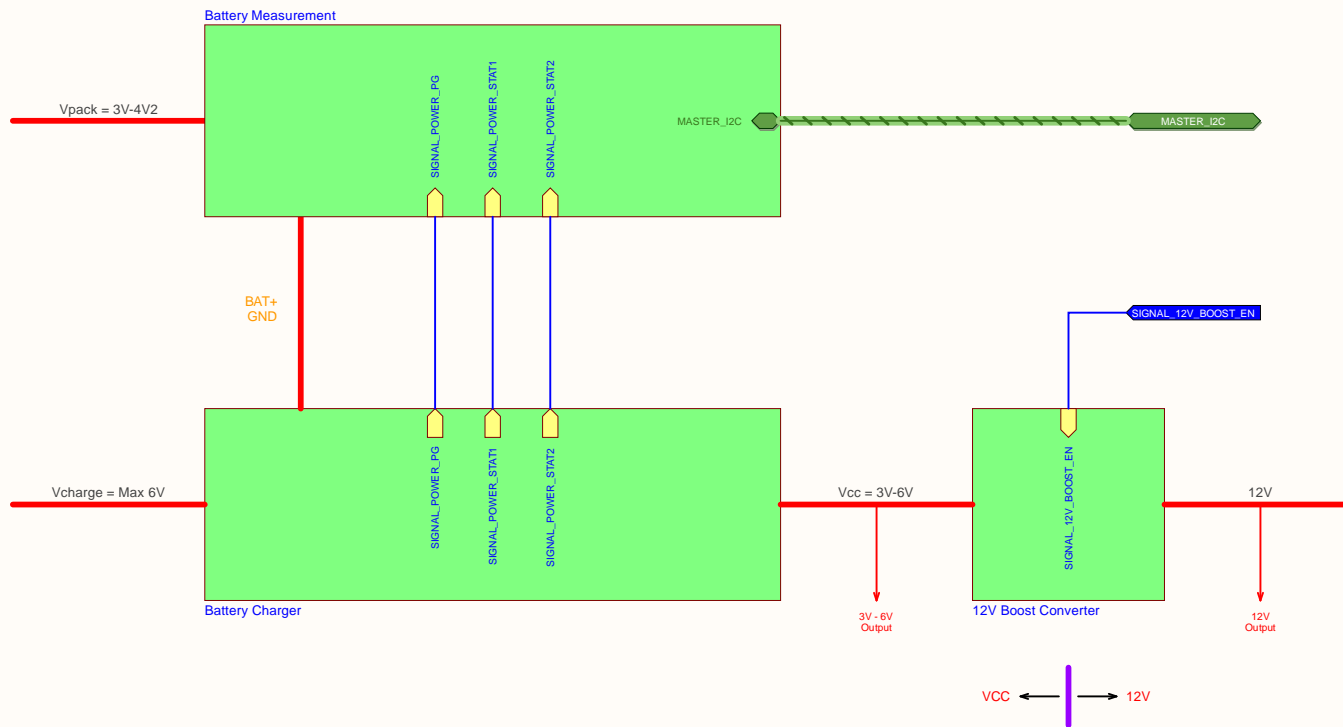 Battery Measurement
SIGNAL_POWER_PG
SIGNAL_POWER_STAT1
SIGNAL_POWER_STAT2
Vpack = 3V-4V2
MASTER_I2C
MASTER_I2C
BAT+
GND
SIGNAL_12V_BOOST_EN
SIGNAL_POWER_PG
SIGNAL_POWER_STAT1
SIGNAL_POWER_STAT2
SIGNAL_12V_BOOST_EN
Vcharge = Max 6V
Vcc = 3V-6V
12V
Battery Charger
12V Boost Converter
3V - 6V
Output
12V
Output
VCC
12V